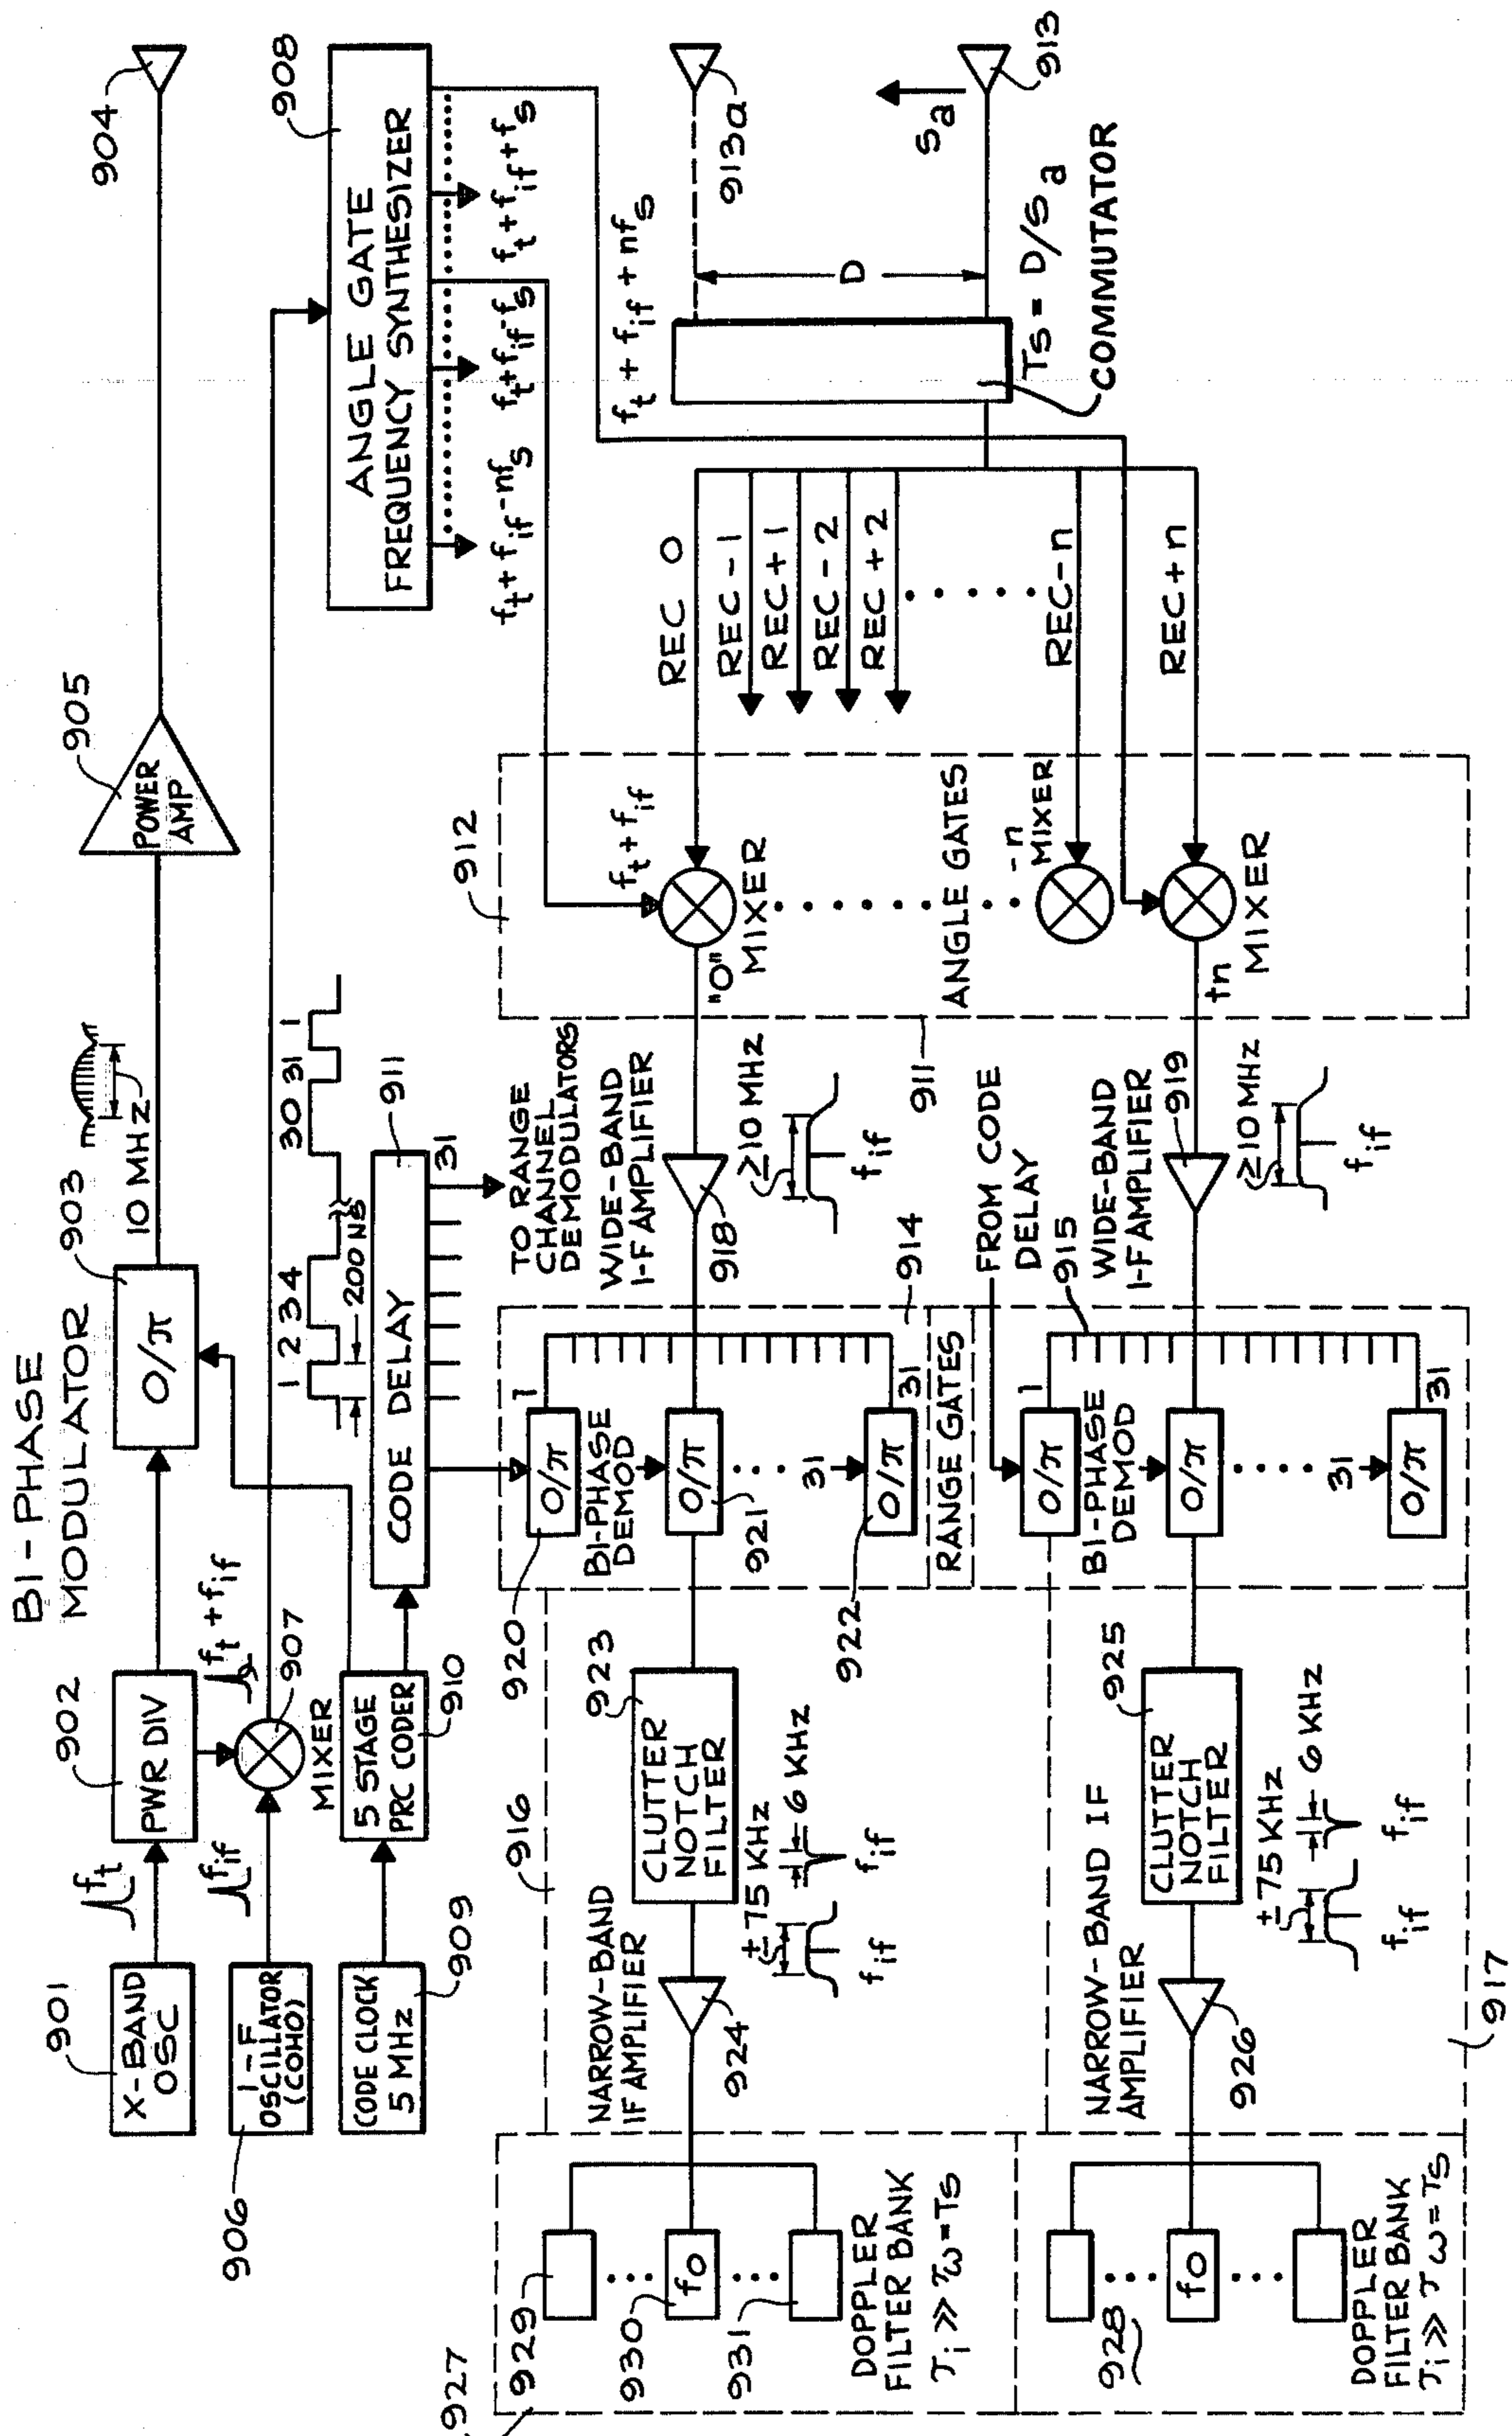 BI-PHASE
MODULATOR
901
X-BAND
OSC
ft
902
PWR DIV
903
O/π
10 MHz
905
POWER
AMP
904
906
I-F
OSCILLATOR
(COHO)
fif
ft + fif
907
MIXER
908
ANGLE GATE
FREQUENCY SYNTHESIZER
ft + fif - nfs
ft + fif - fs
ft + fif + fs
909
CODE CLOCK
5 MHz
5 STAGE
PRC CODER
910
1 2 3 4 30 31 1
200 NS
CODE DELAY
911
31
TO RANGE
CHANNEL
DEMODULATORS
ft + fif + nfs
913a
Sa
913
D
Ts = D/Sa
COMMUTATOR
REC 0
REC - 1
REC + 1
REC - 2
REC + 2
REC-n
REC+n
912
ft + fif
"O"
MIXER
ANGLE GATES
-n
MIXER
+n
MIXER
911
WIDE-BAND
I-F AMPLIFIER
918
≥10 MHz
fif
914
FROM CODE
DELAY
915
WIDE-BAND
I-F AMPLIFIER
919
≥10 MHz
fif
920
O/π
1
BI-PHASE
DEMOD
O/π
921
31
O/π
31
922
RANGE GATES
O/π
1
BI-PHASE
DEMOD
O/π
31
O/π
31
916
923
CLUTTER
NOTCH
FILTER
NARROW-BAND
IF AMPLIFIER
924
± 75 KHz
6 KHz
fif
fif
925
CLUTTER
NOTCH
FILTER
NARROW-BAND IF
AMPLIFIER
926
± 75 KHz
6 KHz
fif
fif
917
927
929
930
fo
931
DOPPLER
FILTER BANK
τi ≫ τω = Ts
928
fo
DOPPLER
FILTER BANK
τi ≫ τ ω = Ts